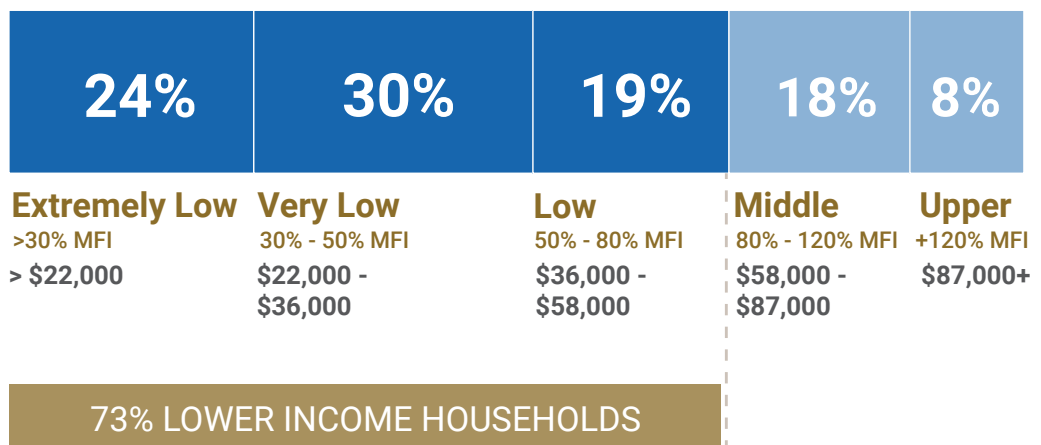 24% 30% 19% 18% 8%
Extremely Low Very Low Low Middle Upper
>30% MFI 30% - 50% MFI 50% - 80% MFI 80% - 120% MFI +120% MFI
> $22,000 $22,000 - $36,000 - $58,000 - $87,000+
$36,000 $58,000 $87,000
73% LOWER INCOME HOUSEHOLDS